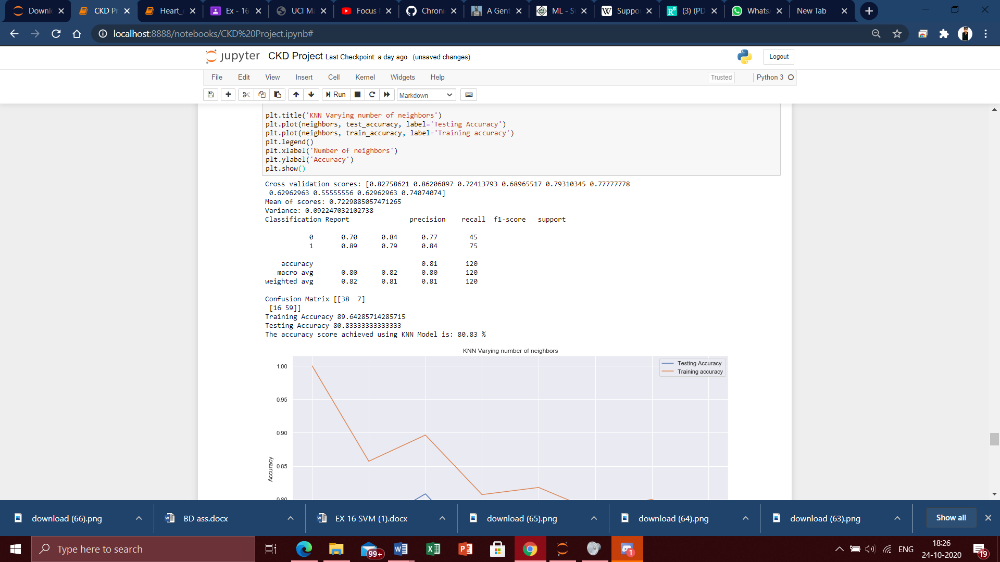 Downl
CKD Pr
Heart_
Ex - 16
UCI M
Focus
Chroni
A Gent
ML - S
Suppo
(3) (PD
Whats
New Tab
localhost:8888/notebooks/CKD%20Project.ipynb#
jupyter CKD Project Last Checkpoint: a day ago (unsaved changes)
Logout
File Edit View Insert Cell Kernel Widgets Help
Trusted
Python 3
Run
Markdown
plt.title('KNN Varying number of neighbors')
plt.plot(neighbors, test_accuracy, label='Testing Accuracy')
plt.plot(neighbors, train_accuracy, label='Training accuracy')
plt.legend()
plt.xlabel('Number of neighbors')
plt.ylabel('Accuracy')
plt.show()
Cross validation scores: [0.82758621 0.86206897 0.72413793 0.68965517 0.79310345 0.77777778
0.62962963 0.55555556 0.62962963 0.74074074]
Mean of scores: 0.7229885057471265
Variance: 0.092247032102738
Classification Report precision recall f1-score support
0 0.70 0.84 0.77 45
1 0.89 0.79 0.84 75
accuracy 0.81 120
macro avg 0.80 0.82 0.80 120
weighted avg 0.82 0.81 0.81 120
Confusion Matrix [[38 7]
[16 59]]
Training Accuracy 89.64285714285715
Testing Accuracy 80.83333333333333
The accuracy score achieved using KNN Model is: 80.83 %
KNN Varying number of neighbors
Testing Accuracy
Training accuracy
1.00
0.95
0.90
0.85
0.80
Accuracy
download (66).png
BD ass.docx
EX 16 SVM (1).docx
download (65).png
download (64).png
download (63).png
Show all
Type here to search
99+
1
ENG
18:26
24-10-2020
19